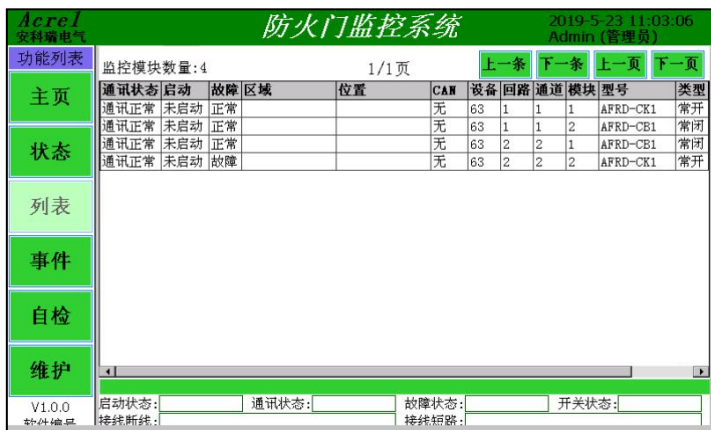 Acrel
安科瑞电气
防火门监控系统
2019-5-23 11:03:06
Admin (管理员)
功能列表
监控模块数量:4
1/1页
上一条 下一条 上一页 下一页
通讯状态 启动 故障 区域 位置 CAN 设备 回路 通道 模块 型号 类型
通讯正常 未启动 正常 无 63 1 1 1 AFRD-CK1 常开
通讯正常 未启动 正常 无 63 1 1 2 AFRD-CB1 常闭
通讯正常 未启动 正常 无 63 2 2 1 AFRD-CB1 常闭
通讯正常 未启动 故障 无 63 2 2 2 AFRD-CK1 常开
主页
状态
列表
事件
自检
维护
V1.0.0
软件编号
启动状态: 通讯状态: 故障状态: 开关状态:
接线断线: 接线短路: